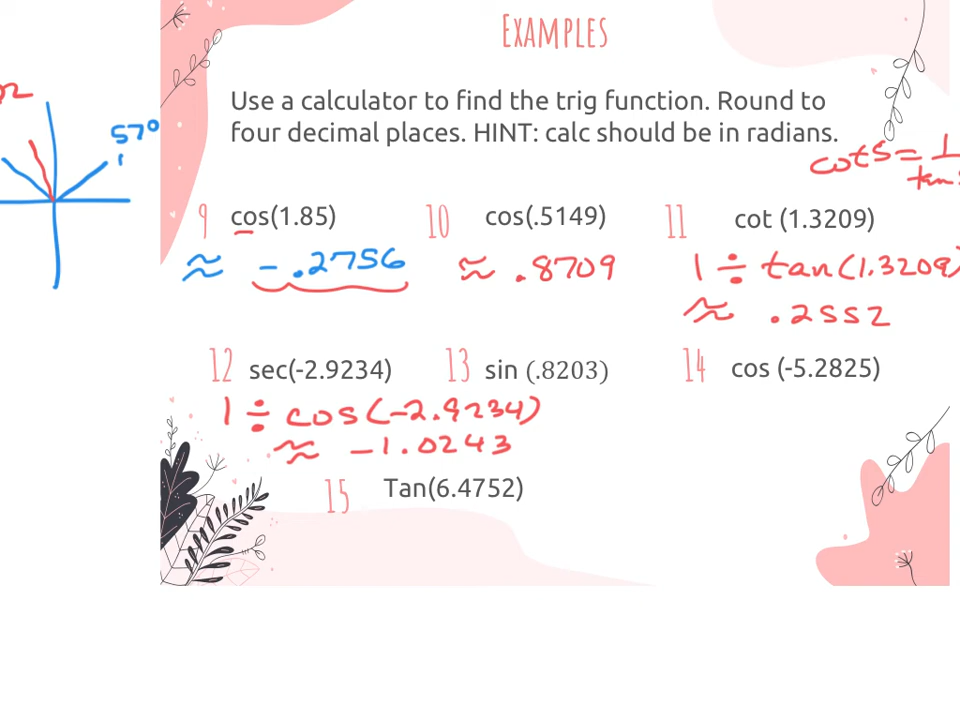 EXAMPLES
Use a calculator to find the trig function. Round to
four decimal places. HINT: calc should be in radians.
57°
cot s = 1
tan s
9 cos(1.85) 10 cos(.5149) 11 cot (1.3209)
≈ -.2756 ≈ .8709 1 ÷ tan(1.3209)
≈ .2552
12 sec(-2.9234) 13 sin (.8203) 14 cos (-5.2825)
1 ÷ cos(-2.9234)
≈ -1.0243
15 Tan(6.4752)